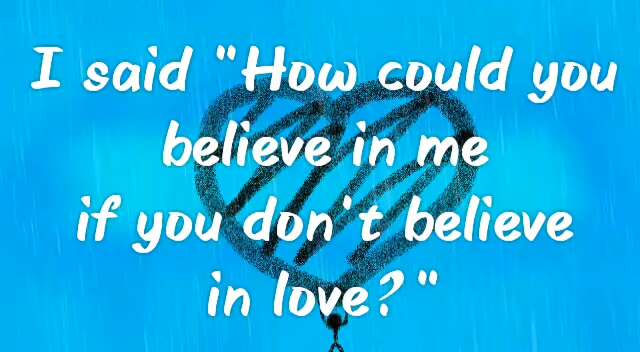 I said "How could you
believe in me
if you don't believe
in love?"